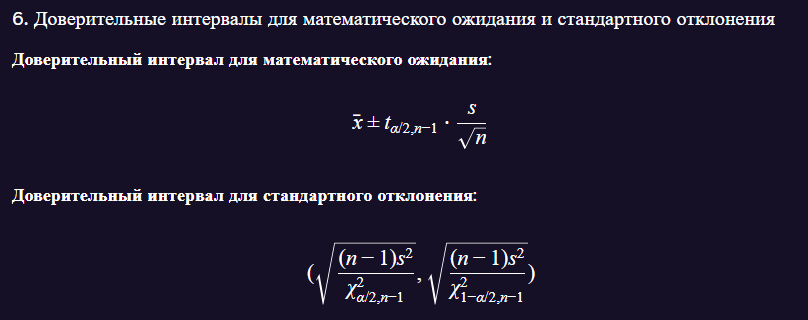 6. Доверительные интервалы для математического ожидания и стандартного отклонения
Доверительный интервал для математического ожидания:
x̄ ± t_{α/2,n−1} · s/√n
Доверительный интервал для стандартного отклонения:
(√((n − 1)s²/χ²_{α/2,n−1}), √((n − 1)s²/χ²_{1−α/2,n−1}))